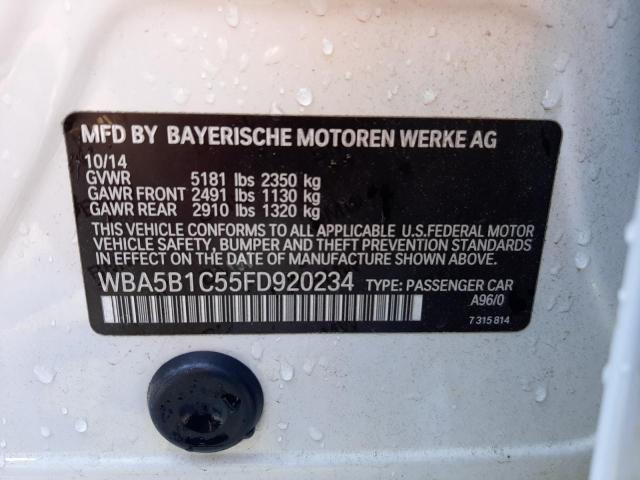 MFD BY BAYERISCHE MOTOREN WERKE AG
10/14
GVWR 5181 lbs 2350 kg
GAWR FRONT 2491 lbs 1130 kg
GAWR REAR 2910 lbs 1320 kg
THIS VEHICLE CONFORMS TO ALL APPLICABLE U.S.FEDERAL MOTOR
VEHICLE SAFETY, BUMPER AND THEFT PREVENTION STANDARDS
IN EFFECT ON DATE OF MANUFACTURE SHOWN ABOVE.
WBA5B1C55FD920234 TYPE: PASSENGER CAR
A96/0
7 315 814